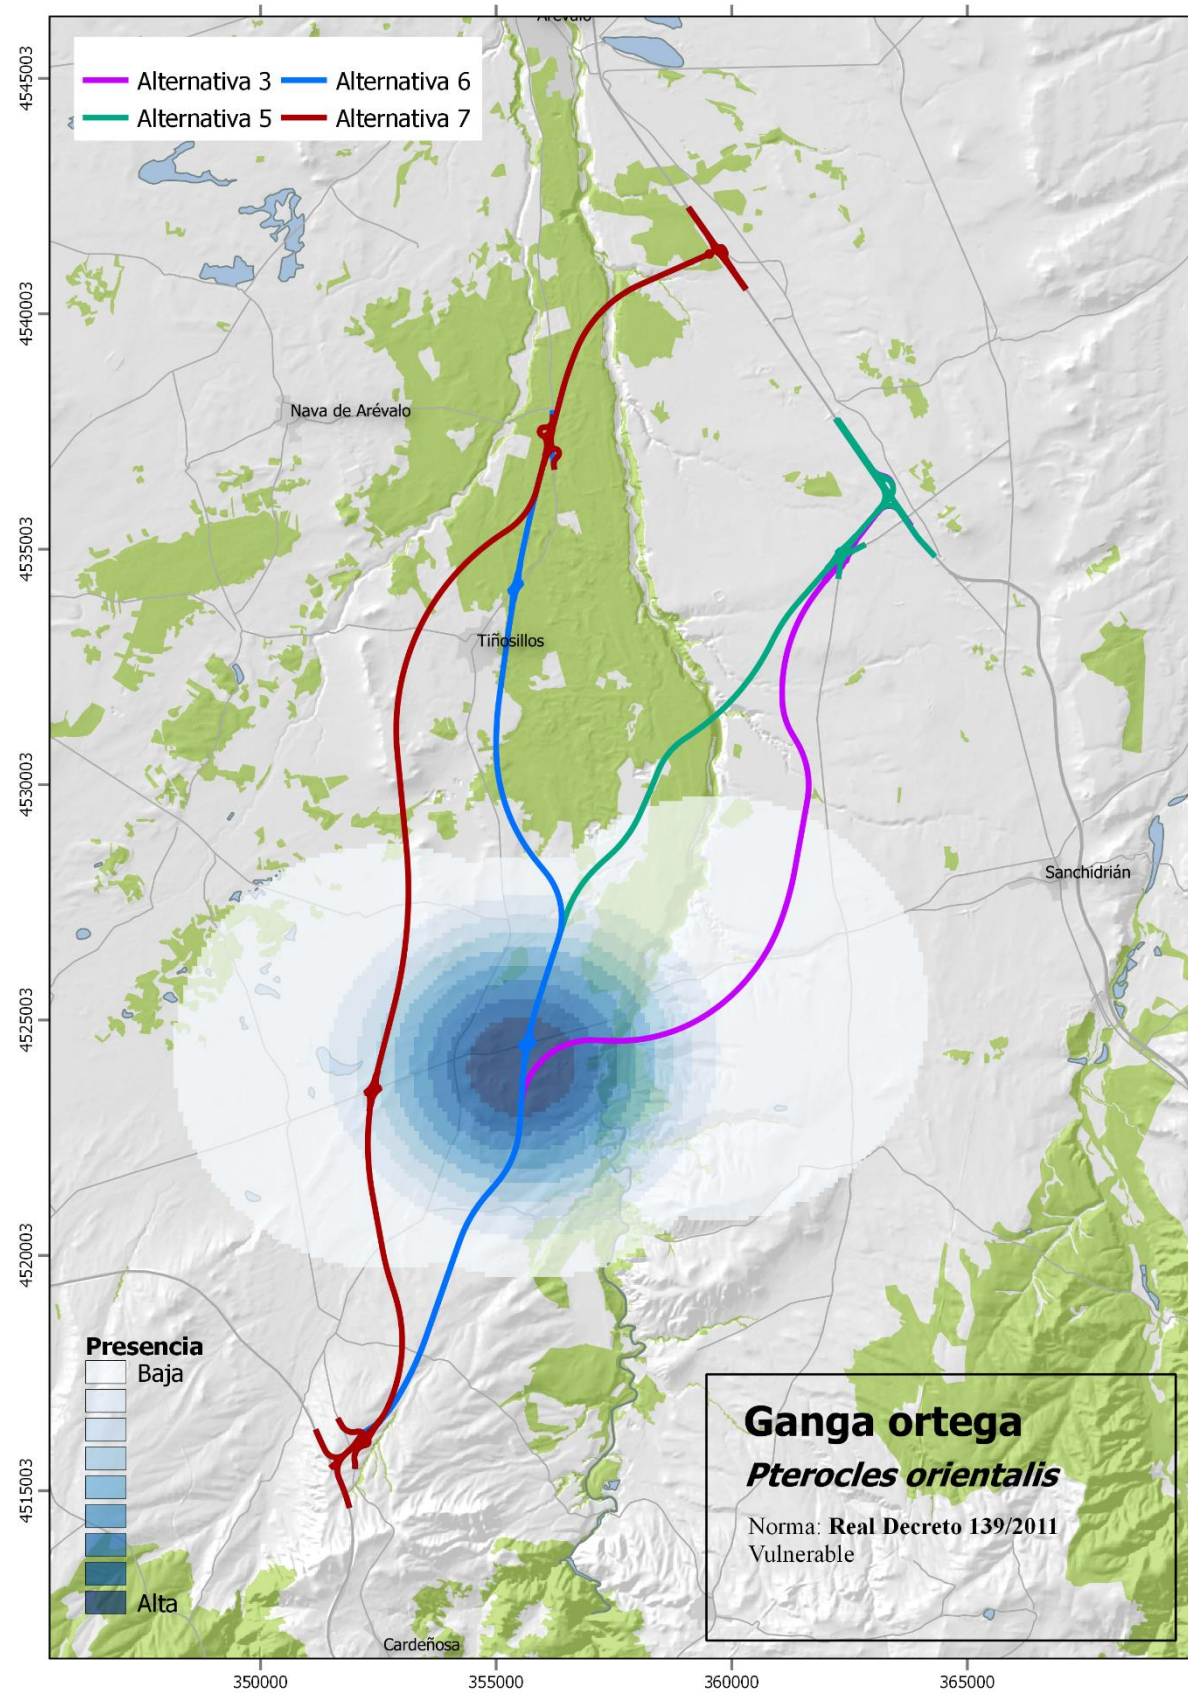 Arévalo
Alternativa 3
Alternativa 6
Alternativa 5
Alternativa 7
4545003
4540003
4535003
4530003
4525003
4520003
4515003
Nava de Arévalo
Tiñosillos
Sanchidrián
Presencia
Baja
Alta
Ganga ortega
Pterocles orientalis
Norma: Real Decreto 139/2011
Vulnerable
Cardeñosa
350000
355000
360000
365000